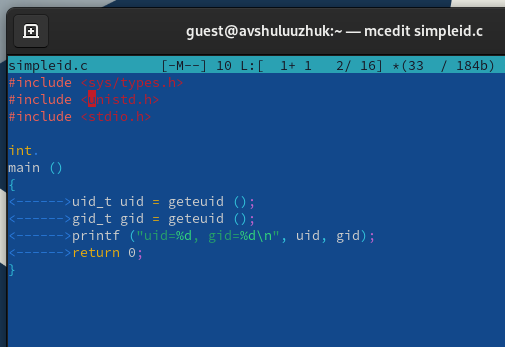 guest@avshuluuzhuk:~ — mcedit simpleid.c
simpleid.c [-M--] 10 L:[ 1+ 1 2/ 16] *(33 / 184b)
#include <sys/types.h>
#include <unistd.h>
#include <stdio.h>
int.
main ()
{
<------>uid_t uid = geteuid ();
<------>gid_t gid = geteuid ();
<------>printf ("uid=%d, gid=%d\n", uid, gid);
<------>return 0;
}